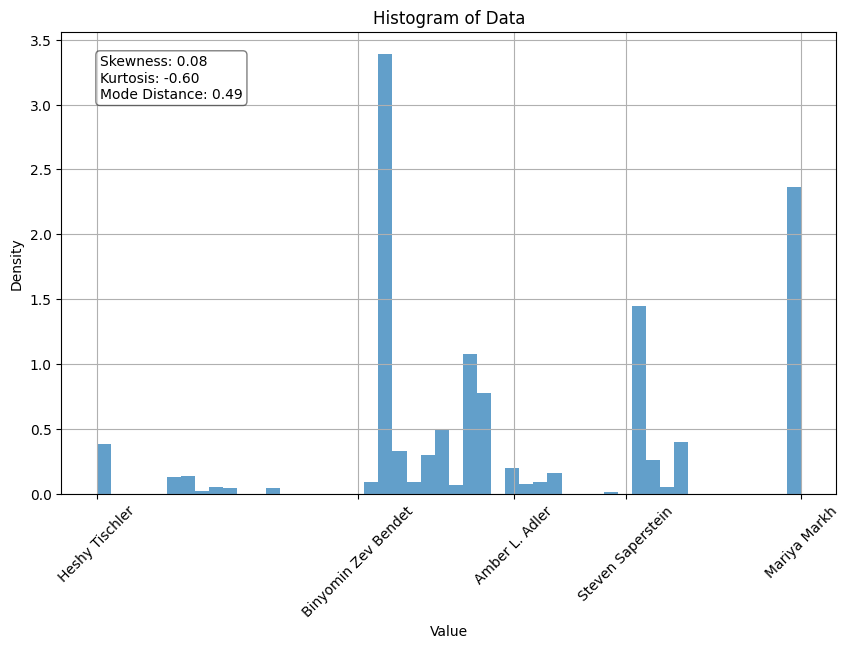 Histogram of Data
3.5
3.0
2.5
2.0
1.5
1.0
0.5
0.0
Density
Skewness: 0.08
Kurtosis: -0.60
Mode Distance: 0.49
Heshy Tischler
Binyomin Zev Bendet
Amber L. Adler
Steven Saperstein
Mariya Markh
Value